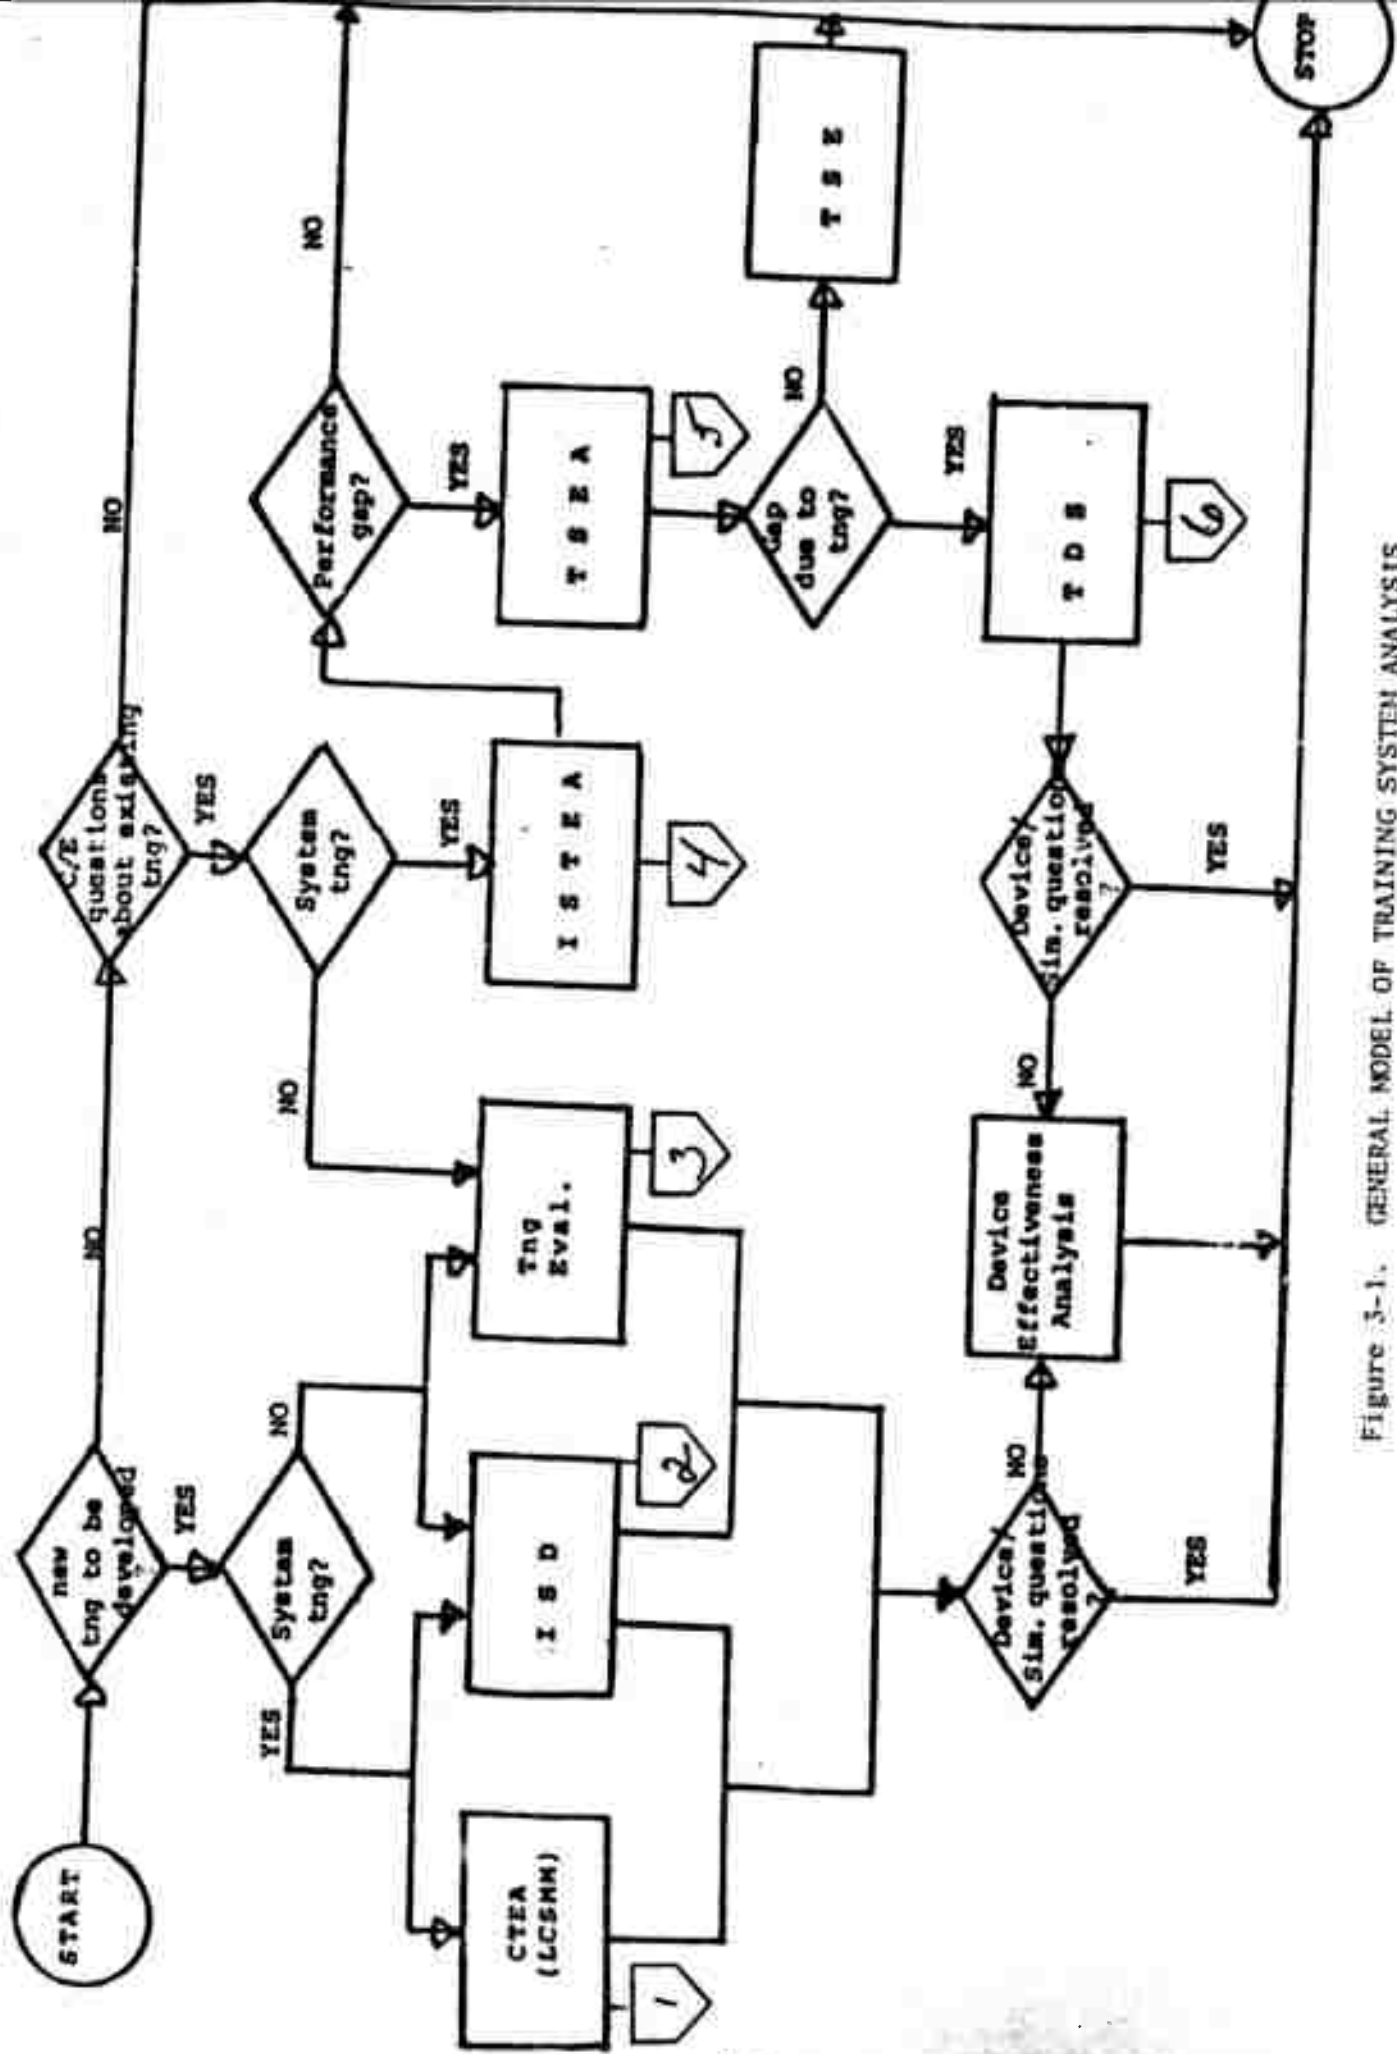 START
new
tng to be
developed
?
NO
YES
System
tng?
YES
NO
CTEA
(LCSMM)
1
I S D
2
Tng
Eval.
3
C/E
questions
about existing
tng?
NO
YES
System
tng?
NO
YES
I S T E A
4
Performance
gap?
NO
YES
T S E A
5
Gap
due to
tng?
NO
YES
T S E
T D S
6
Device/
Sim. questions
resolved
?
NO
YES
Device
Effectiveness
Analysis
Device/
Sim. question
resolved
?
NO
YES
STOP
Figure 3-1. GENERAL MODEL OF TRAINING SYSTEM ANALYSIS